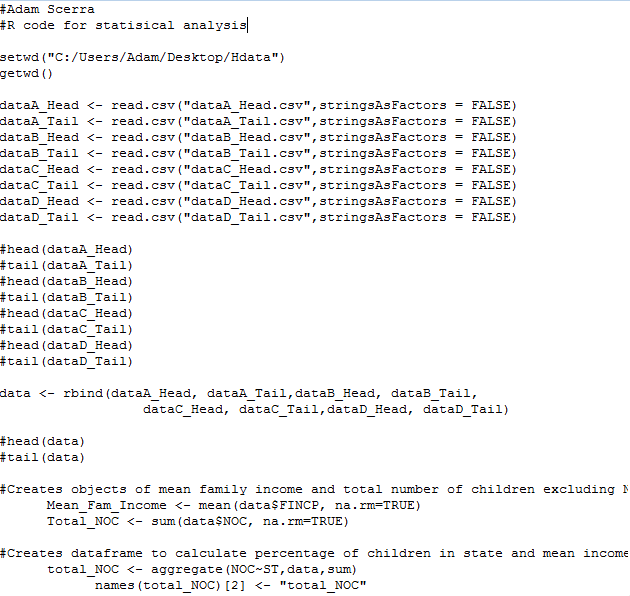 #Adam Scerra
#R code for statisical analysis
setwd("C:/Users/Adam/Desktop/Hdata")
getwd()
dataA_Head <- read.csv("dataA_Head.csv",stringsAsFactors = FALSE)
dataA_Tail <- read.csv("dataA_Tail.csv",stringsAsFactors = FALSE)
dataB_Head <- read.csv("dataB_Head.csv",stringsAsFactors = FALSE)
dataB_Tail <- read.csv("dataB_Tail.csv",stringsAsFactors = FALSE)
dataC_Head <- read.csv("dataC_Head.csv",stringsAsFactors = FALSE)
dataC_Tail <- read.csv("dataC_Tail.csv",stringsAsFactors = FALSE)
dataD_Head <- read.csv("dataD_Head.csv",stringsAsFactors = FALSE)
dataD_Tail <- read.csv("dataD_Tail.csv",stringsAsFactors = FALSE)
#head(dataA_Head)
#tail(dataA_Tail)
#head(dataB_Head)
#tail(dataB_Tail)
#head(dataC_Head)
#tail(dataC_Tail)
#head(dataD_Head)
#tail(dataD_Tail)
data <- rbind(dataA_Head, dataA_Tail,dataB_Head, dataB_Tail,
dataC_Head, dataC_Tail,dataD_Head, dataD_Tail)
#head(data)
#tail(data)
#Creates objects of mean family income and total number of children excluding
Mean_Fam_Income <- mean(data$FINCP, na.rm=TRUE)
Total_NOC <- sum(data$NOC, na.rm=TRUE)
#Creates dataframe to calculate percentage of children in state and mean income
total_NOC <- aggregate(NOC~ST,data,sum)
names(total_NOC)[2] <- "total_NOC"